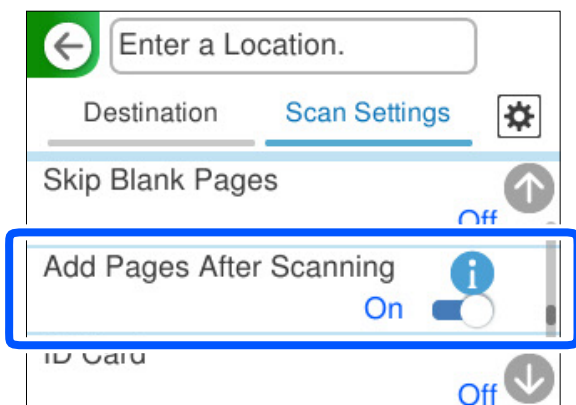 Enter a Location.
Destination Scan Settings
Skip Blank Pages
Off
Add Pages After Scanning
On
ID Card
Off